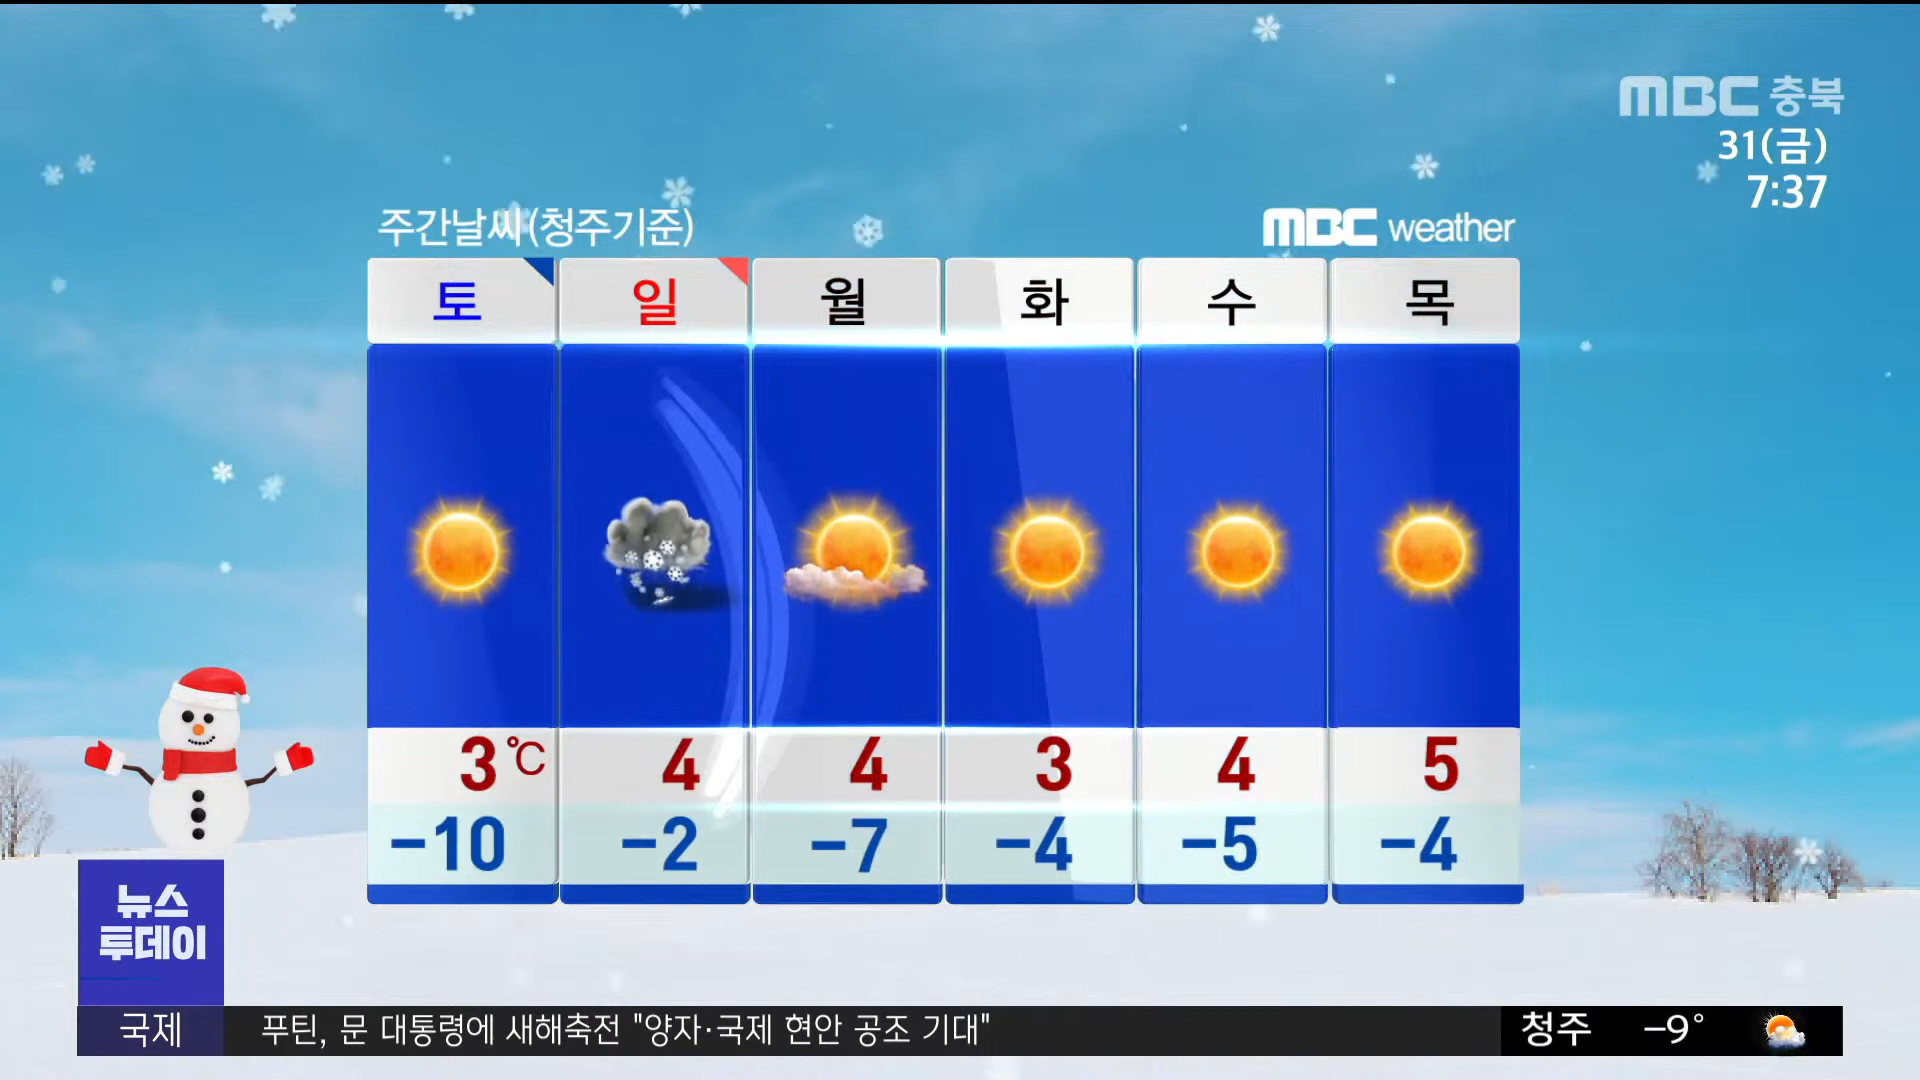 MBC 충북
31(금)
7:37
주간날씨(청주기준)
MBC weather
토 일 월 화 수 목
3℃ 4 4 3 4 5
-10 -2 -7 -4 -5 -4
뉴스
투데이
국제 푸틴, 문 대통령에 새해축전 "양자·국제 현안 공조 기대" 청주 -9°